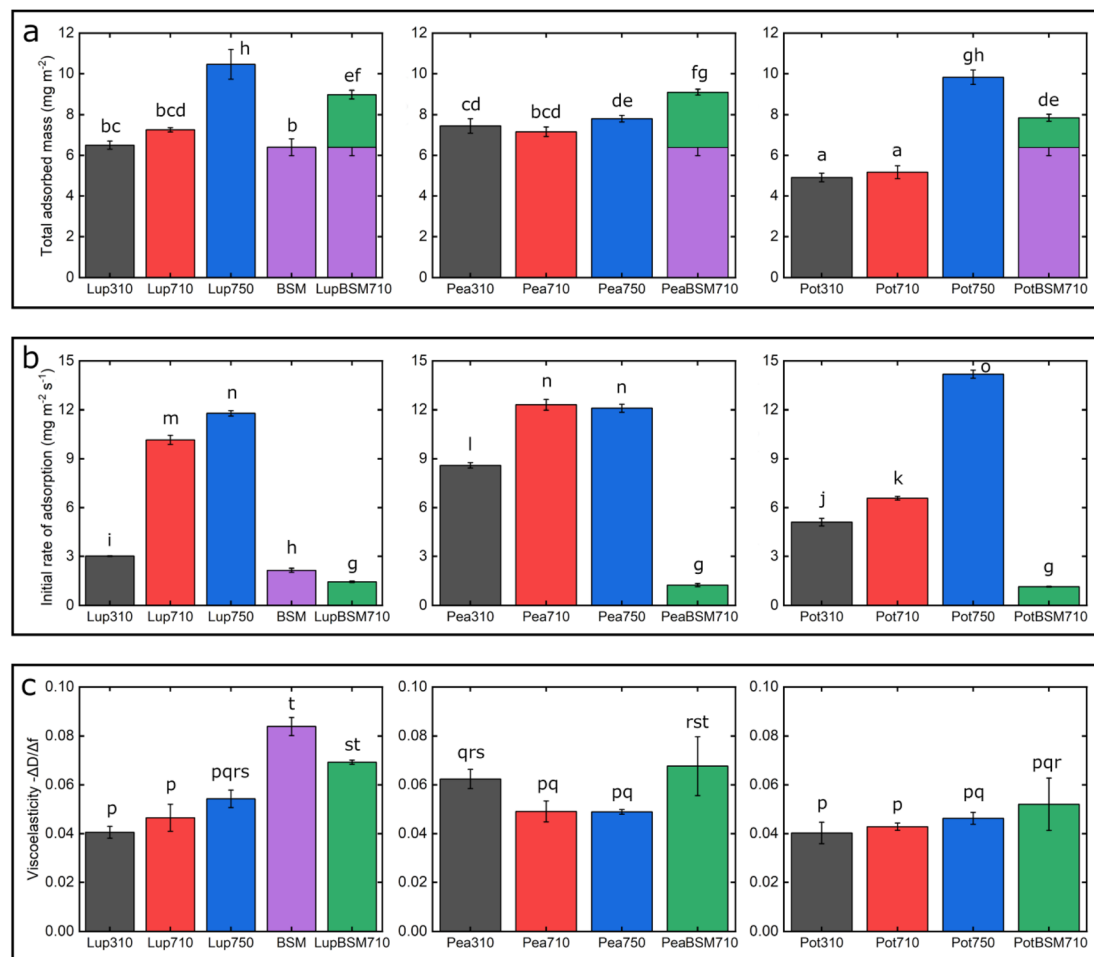 a
Total adsorbed mass (mg m⁻²)
12
10
8
6
4
2
0
bc
bcd
h
b
ef
Lup310 Lup710 Lup750 BSM LupBSM710
12
10
8
6
4
2
0
cd
bcd
de
fg
Pea310 Pea710 Pea750 PeaBSM710
12
10
8
6
4
2
0
a
a
gh
de
Pot310 Pot710 Pot750 PotBSM710
b
Initial rate of adsorption (mg m⁻² s⁻¹)
15
12
9
6
3
0
i
m
n
h
g
Lup310 Lup710 Lup750 BSM LupBSM710
15
12
9
6
3
0
l
n
n
g
Pea310 Pea710 Pea750 PeaBSM710
15
12
9
6
3
0
j
k
o
g
Pot310 Pot710 Pot750 PotBSM710
c
Viscoelasticity -ΔD/Δf
0.10
0.08
0.06
0.04
0.02
0.00
p
p
pqrs
t
st
Lup310 Lup710 Lup750 BSM LupBSM710
0.10
0.08
0.06
0.04
0.02
0.00
qrs
pq
pq
rst
Pea310 Pea710 Pea750 PeaBSM710
0.10
0.08
0.06
0.04
0.02
0.00
p
p
pq
pqr
Pot310 Pot710 Pot750 PotBSM710